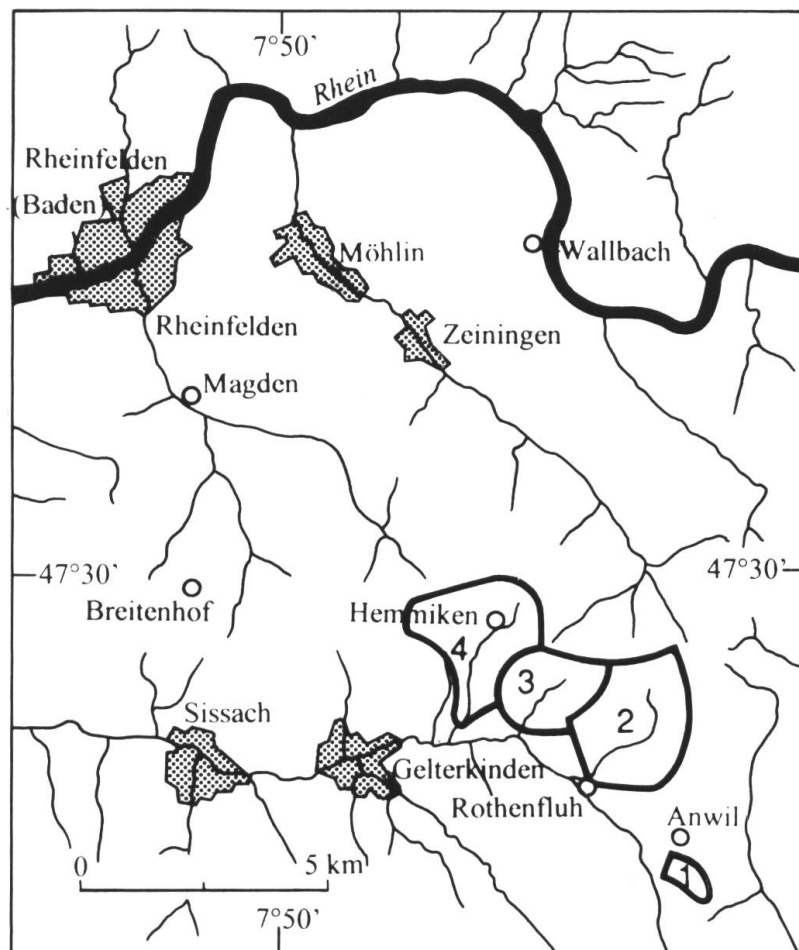 7°50'
Rhein
Rheinfelden
(Baden)
Möhlin
Wallbach
Rheinfelden
Zeiningen
Magden
47°30'
47°30'
Breitenhof
Hemmiken
4
3
2
Sissach
Gelterkinden
Rothenfluh
Anwil
1
0
5 km
7°50'